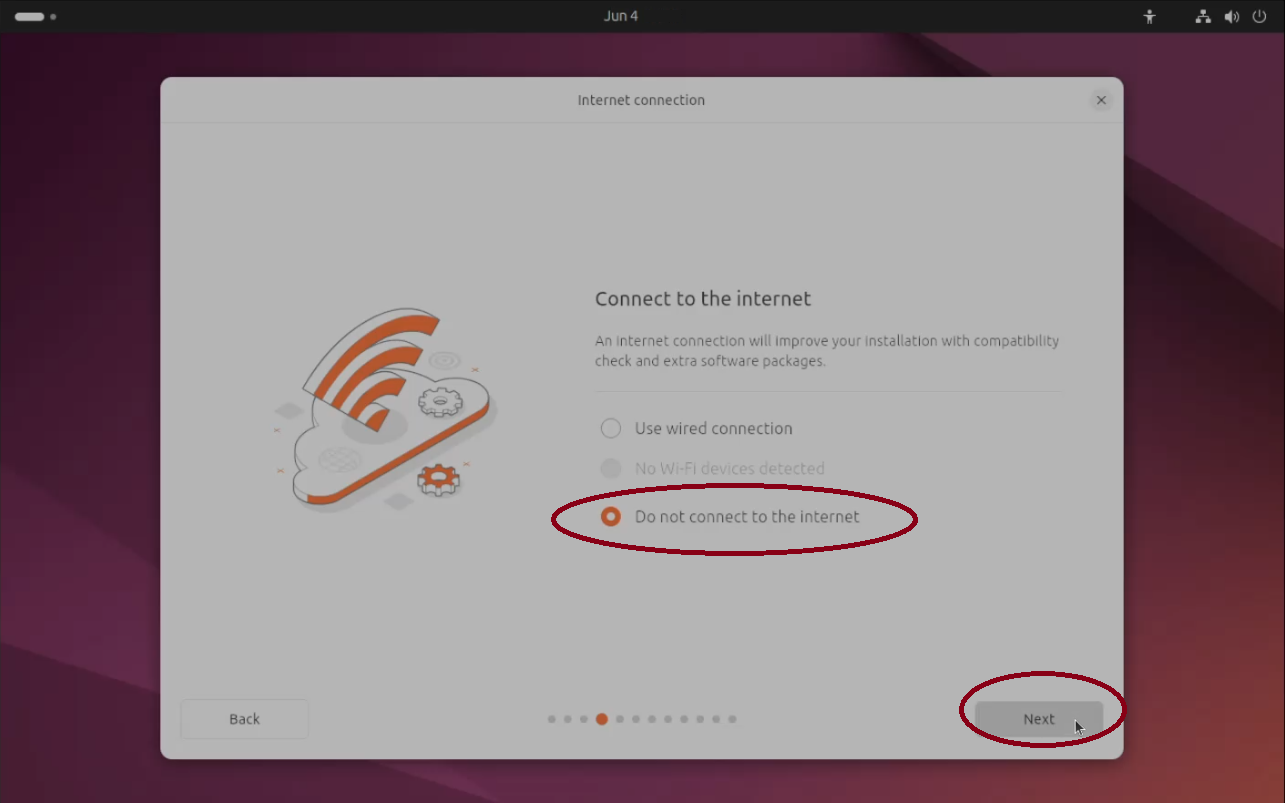 Jun 4
Internet connection
Connect to the internet
An internet connection will improve your installation with compatibility
check and extra software packages.
Use wired connection
No Wi-Fi devices detected
Do not connect to the internet
Back
Next